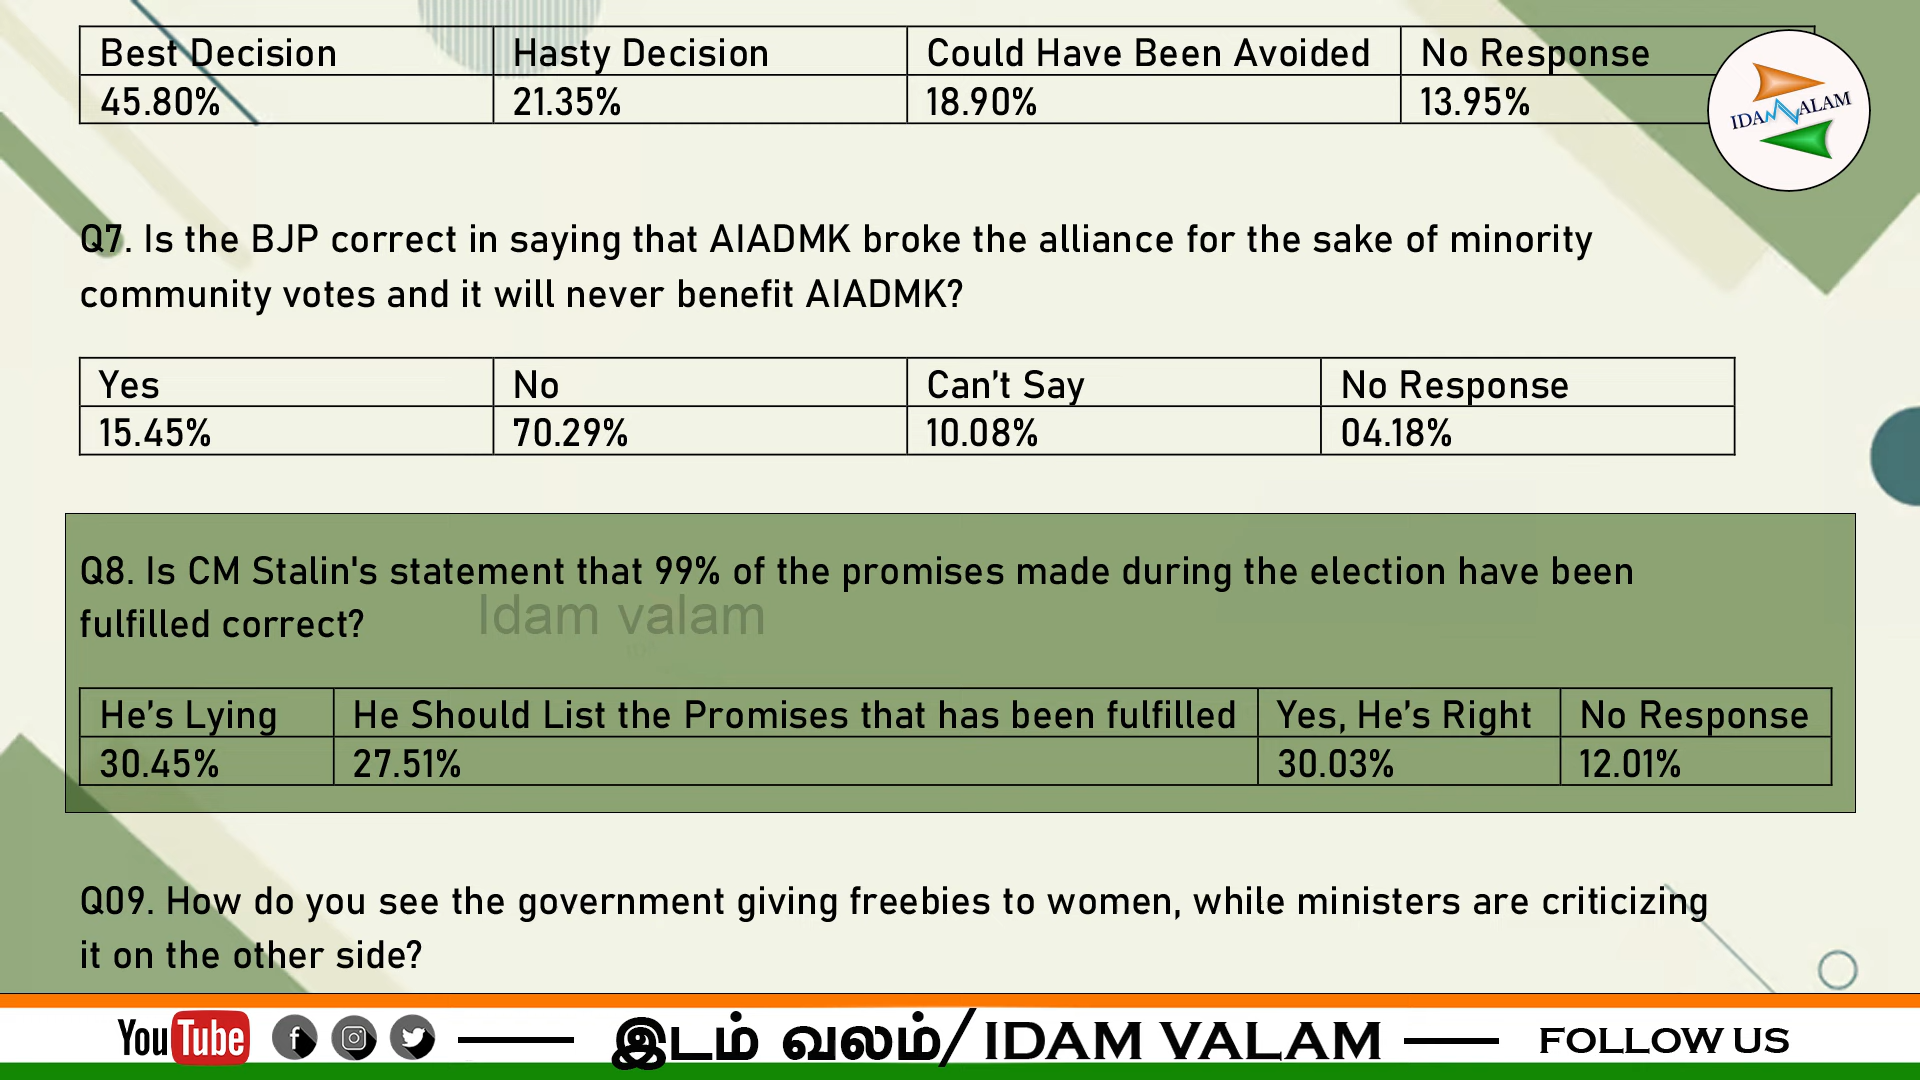 Best Decision Hasty Decision Could Have Been Avoided No Response
45.80% 21.35% 18.90% 13.95%
IDAM VALAM
Q7. Is the BJP correct in saying that AIADMK broke the alliance for the sake of minority
community votes and it will never benefit AIADMK?
Yes No Can't Say No Response
15.45% 70.29% 10.08% 04.18%
Q8. Is CM Stalin's statement that 99% of the promises made during the election have been
fulfilled correct?
Idam valam
He's Lying He Should List the Promises that has been fulfilled Yes, He's Right No Response
30.45% 27.51% 30.03% 12.01%
Q09. How do you see the government giving freebies to women, while ministers are criticizing
it on the other side?
YouTube இடம் வலம்/IDAM VALAM FOLLOW US